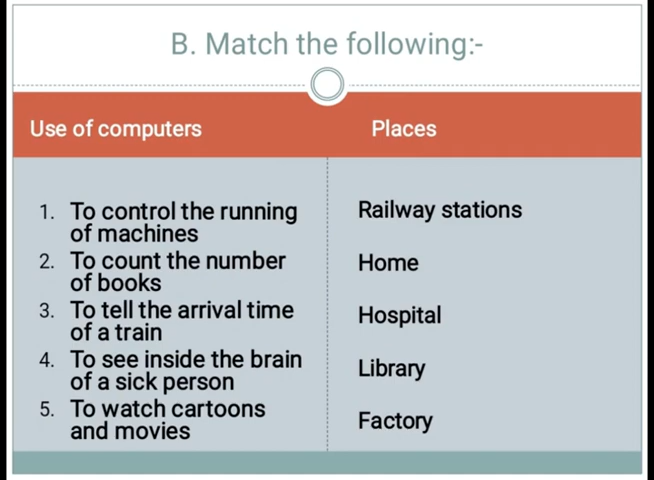 B. Match the following:-
Use of computers
Places
1. To control the running
of machines
2. To count the number
of books
3. To tell the arrival time
of a train
4. To see inside the brain
of a sick person
5. To watch cartoons
and movies
Railway stations
Home
Hospital
Library
Factory